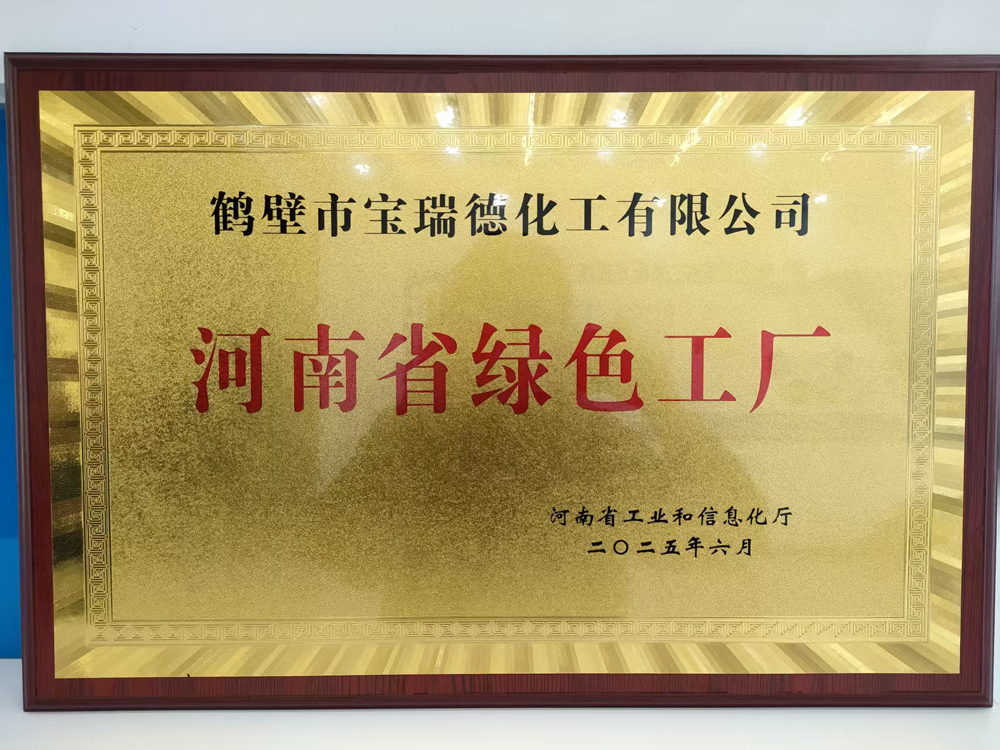 鹤壁市宝瑞德化工有限公司
河南省绿色工厂
河南省工业和信息化厅
二〇二五年六月